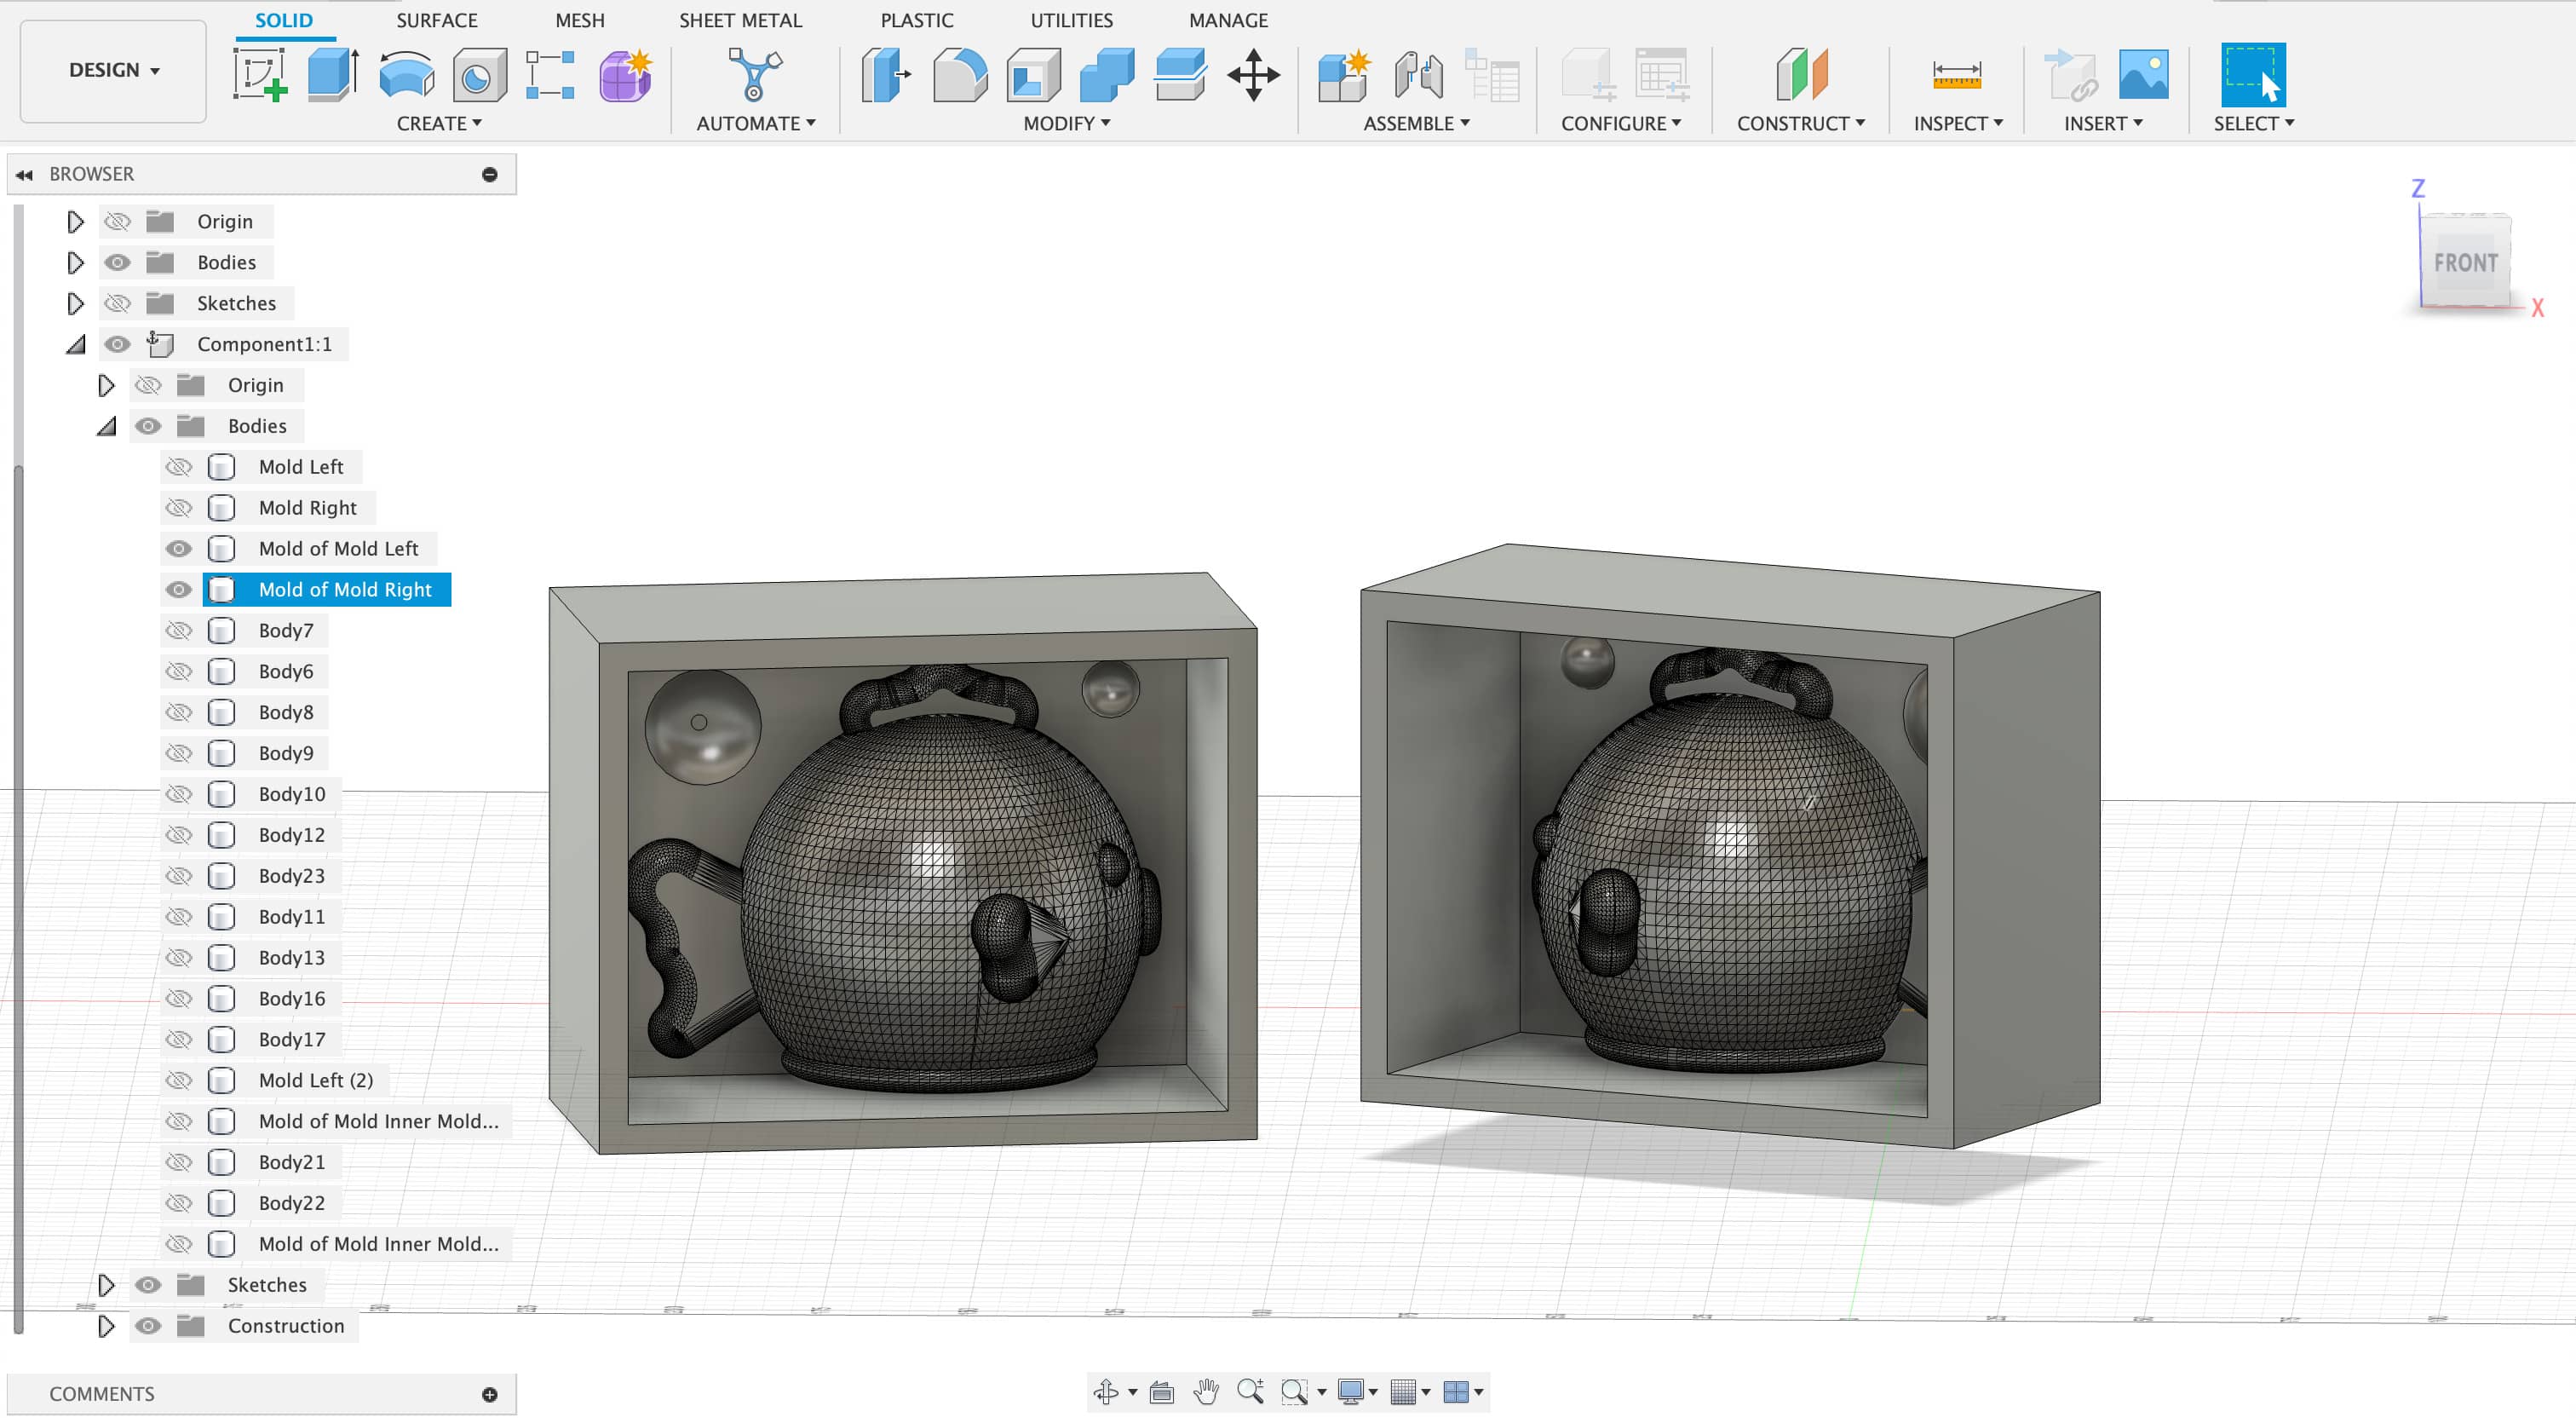 SOLID SURFACE MESH SHEET METAL PLASTIC UTILITIES MANAGE
DESIGN
CREATE AUTOMATE MODIFY ASSEMBLE CONFIGURE CONSTRUCT INSPECT INSERT SELECT
BROWSER
Origin
Bodies
Sketches
Component1:1
Origin
Bodies
Mold Left
Mold Right
Mold of Mold Left
Mold of Mold Right
Body7
Body6
Body8
Body9
Body10
Body12
Body23
Body11
Body13
Body16
Body17
Mold Left (2)
Mold of Mold Inner Mold...
Body21
Body22
Mold of Mold Inner Mold...
Sketches
Construction
COMMENTS
Z
FRONT
X